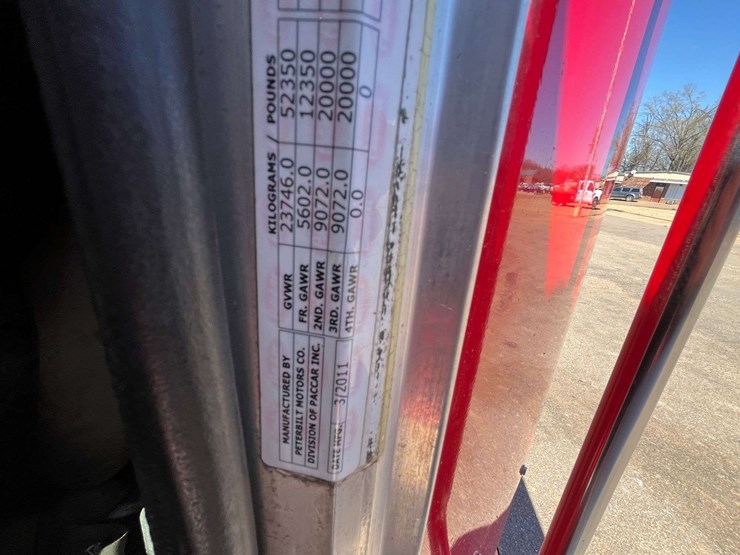 MANUFACTURED BY
PETERBILT MOTORS CO.
DIVISION OF PACCAR INC.
DATE MFD. 3/2011
KILOGRAMS / POUNDS
GVWR 23746.0 52350
FR. GAWR 5602.0 12350
2ND. GAWR 9072.0 20000
3RD. GAWR 9072.0 20000
4TH. GAWR 0.0 0